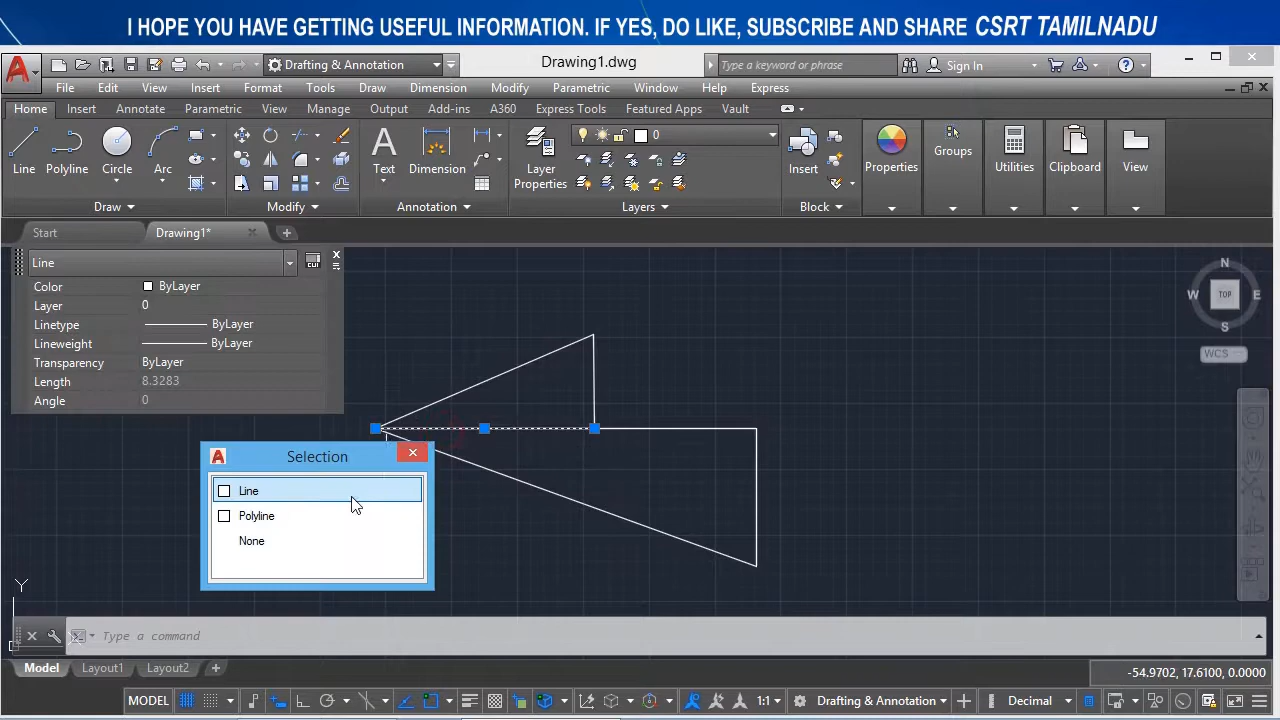 I HOPE YOU HAVE GETTING USEFUL INFORMATION. IF YES, DO LIKE, SUBSCRIBE AND SHARE CSRT TAMILNADU
Drafting & Annotation
Drawing1.dwg
Type a keyword or phrase
Sign In
File Edit View Insert Format Tools Draw Dimension Modify Parametric Window Help Express
Home Insert Annotate Parametric View Manage Output Add-ins A360 Express Tools Featured Apps Vault
0
Line Polyline Circle Arc Text Dimension Layer Properties Insert Properties Groups Utilities Clipboard View
Draw Modify Annotation Layers Block
Start Drawing1*
Line
CUI
Color ByLayer
Layer 0
Linetype ByLayer
Lineweight ByLayer
Transparency ByLayer
Length 8.3283
Angle 0
N
W TOP E
S
WCS
Selection
Line
Polyline
None
Y
Type a command
Model Layout1 Layout2
-54.9702, 17.6100, 0.0000
MODEL 1:1 Drafting & Annotation Decimal